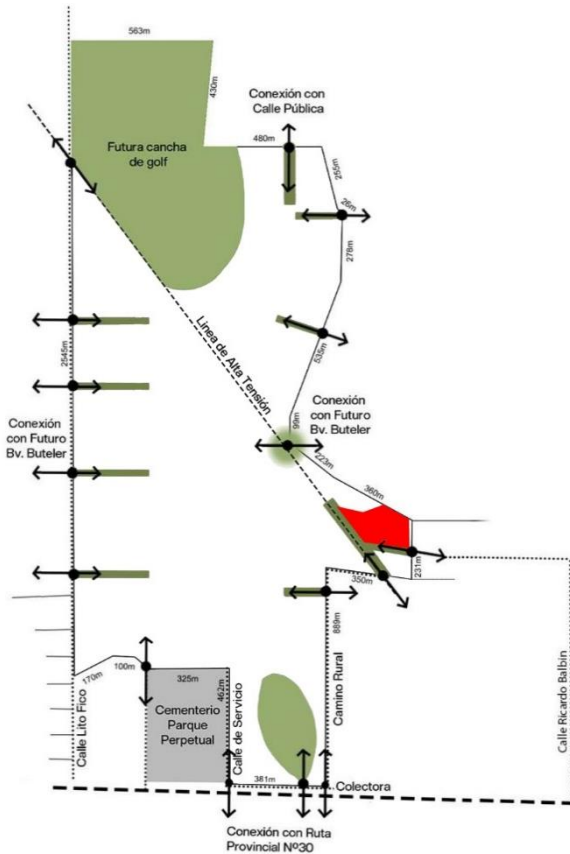 563m
430m
Conexión con
Calle Pública
Futura cancha
de golf
480m
255m
26m
278m
Linea de Alta Tensión
535m
2545m
99m
Conexión
con Futuro
Bv. Buteler
Conexión
con Futuro
Bv. Buteler
223m
360m
231m
350m
889m
100m
170m
325m
462m
Cementerio
Parque
Perpetual
Calle Lito Fico
Calle de Servicio
Camino Rural
Calle Ricardo Balbin
381m
Colectora
Conexión con Ruta
Provincial Nº30